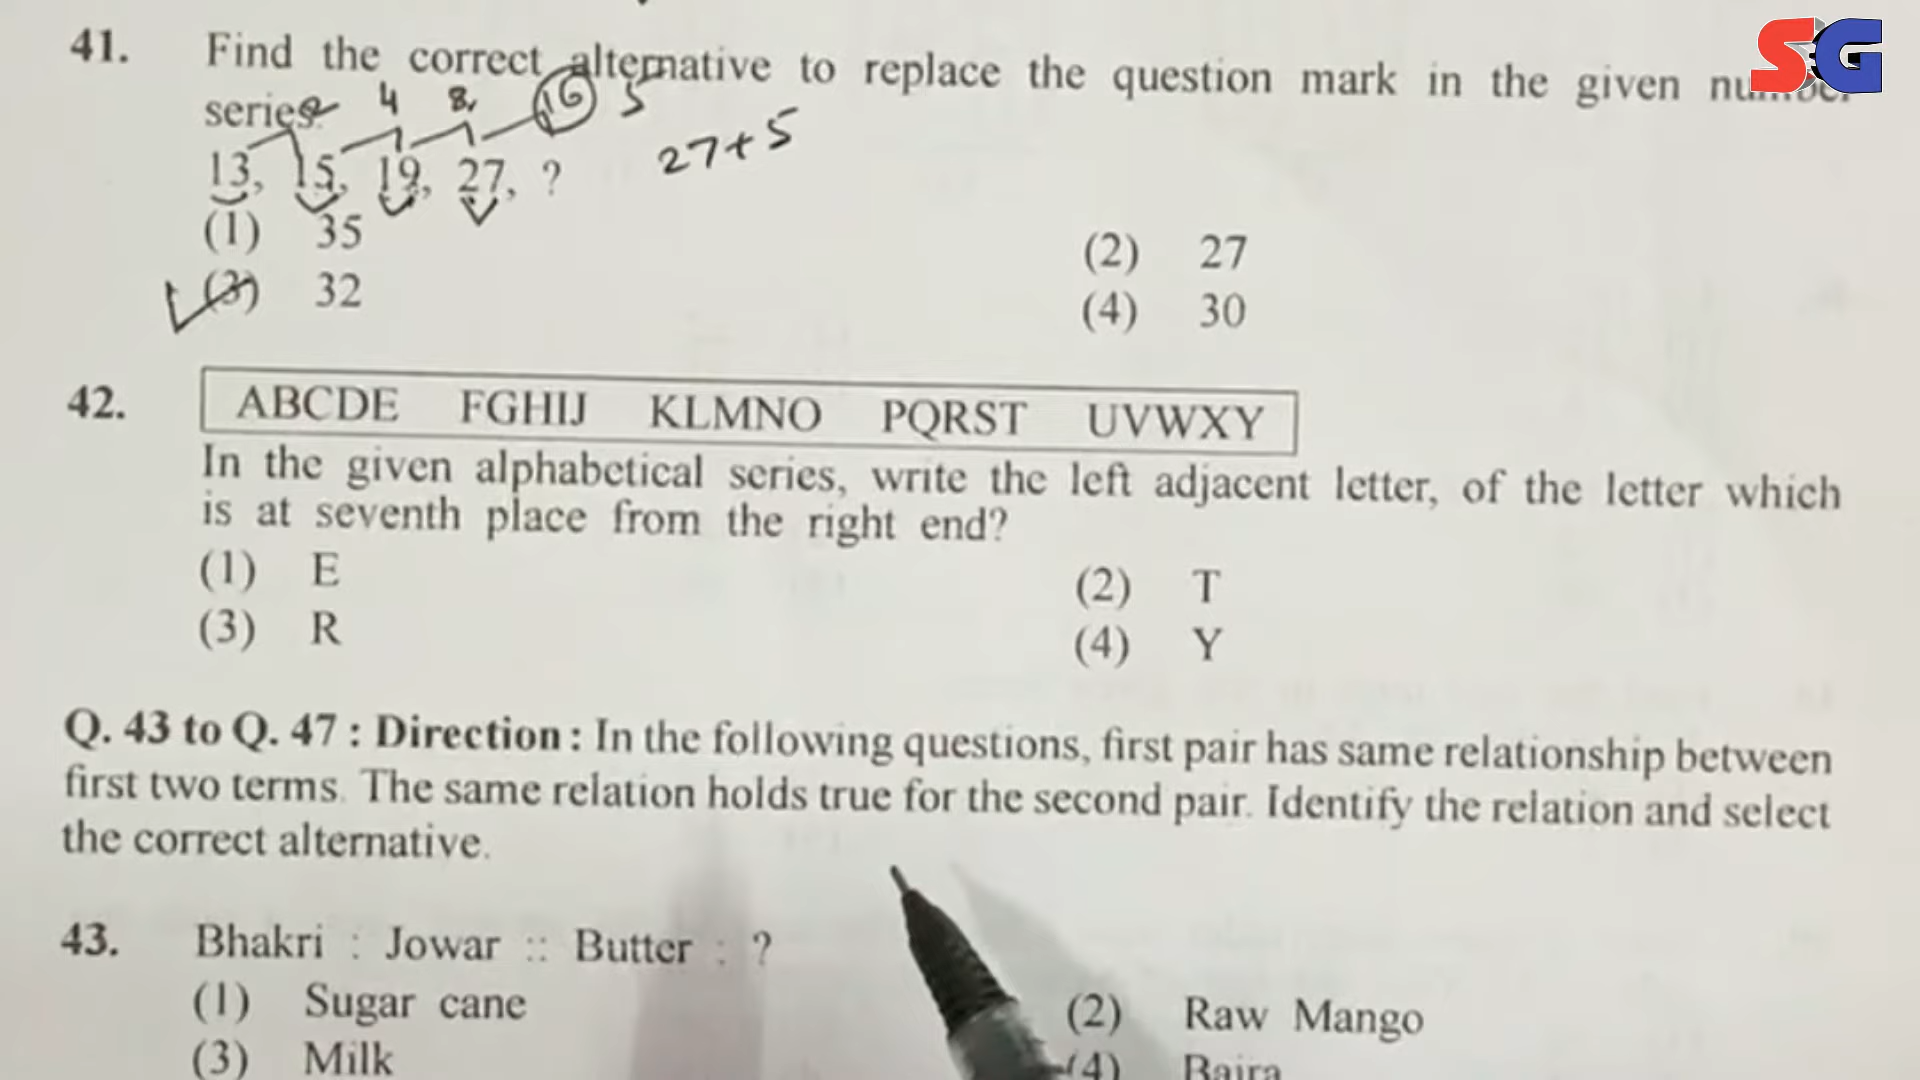 SG
41. Find the correct alternative to replace the question mark in the given number
series.
2 4 8 16 5
13, 15, 19, 27, ?
27+5
(1) 35 (2) 27
(3) 32 (4) 30
42. ABCDE FGHIJ KLMNO PQRST UVWXY
In the given alphabetical series, write the left adjacent letter, of the letter which
is at seventh place from the right end?
(1) E (2) T
(3) R (4) Y
Q. 43 to Q. 47 : Direction : In the following questions, first pair has same relationship between
first two terms. The same relation holds true for the second pair. Identify the relation and select
the correct alternative.
43. Bhakri : Jowar :: Butter : ?
(1) Sugar cane (2) Raw Mango
(3) Milk (4) Bajra